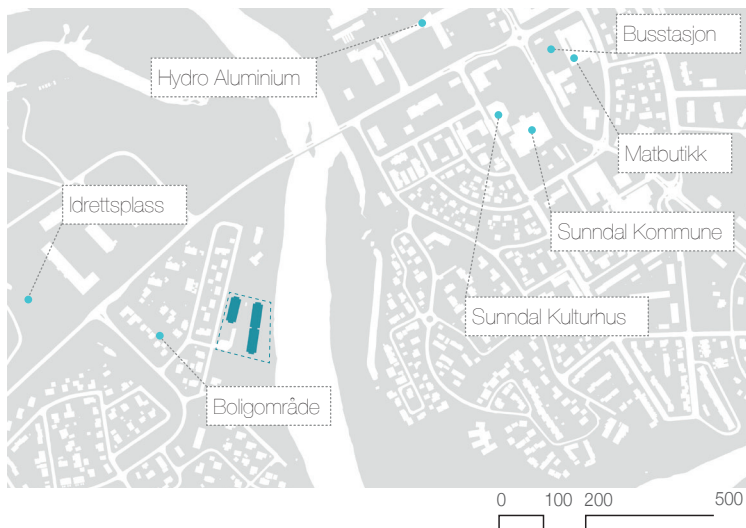 Busstasjon
Hydro Aluminium
Matbutikk
Idrettsplass
Sunndal Kommune
Sunndal Kulturhus
Boligområde
0 100 200 500